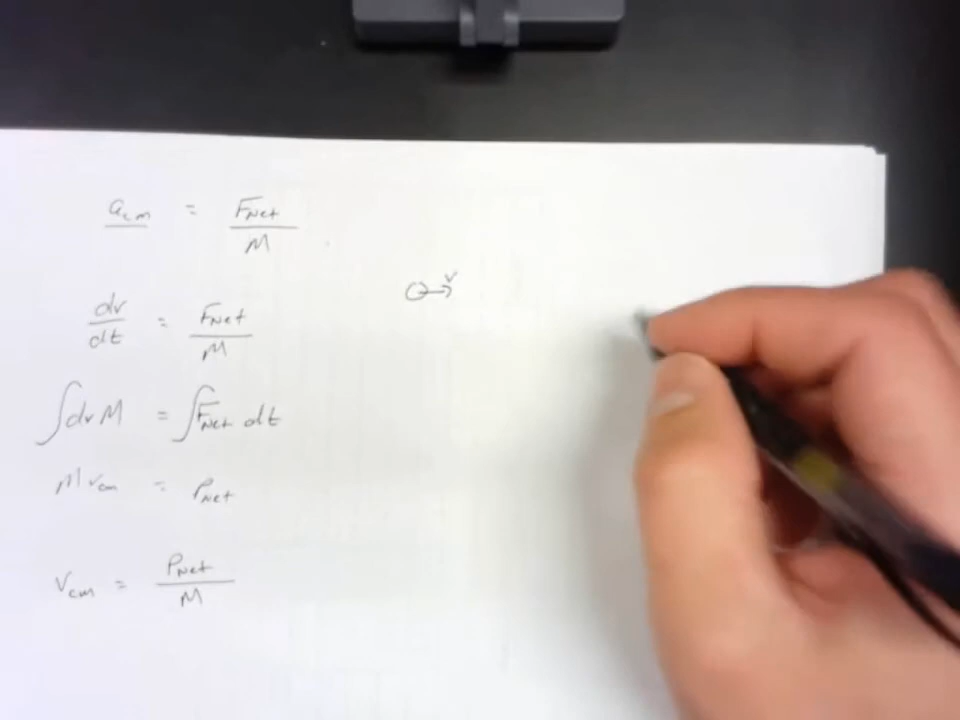 a_cm = F_Net / M
dv/dt = F_Net / M
∫dv M = ∫F_Net dt
M v_cm = P_Net
v_cm = P_Net / M
v